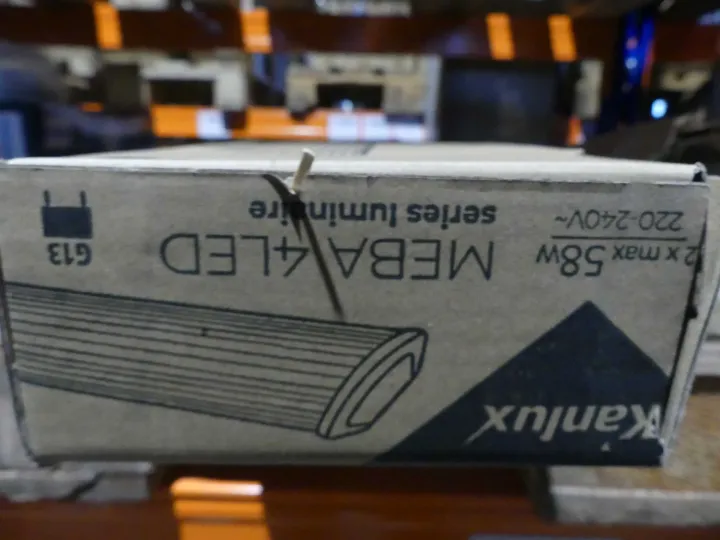 Kanlux
2 x max 58W
220-240V~
MEBA 4LED
series luminaire
G13